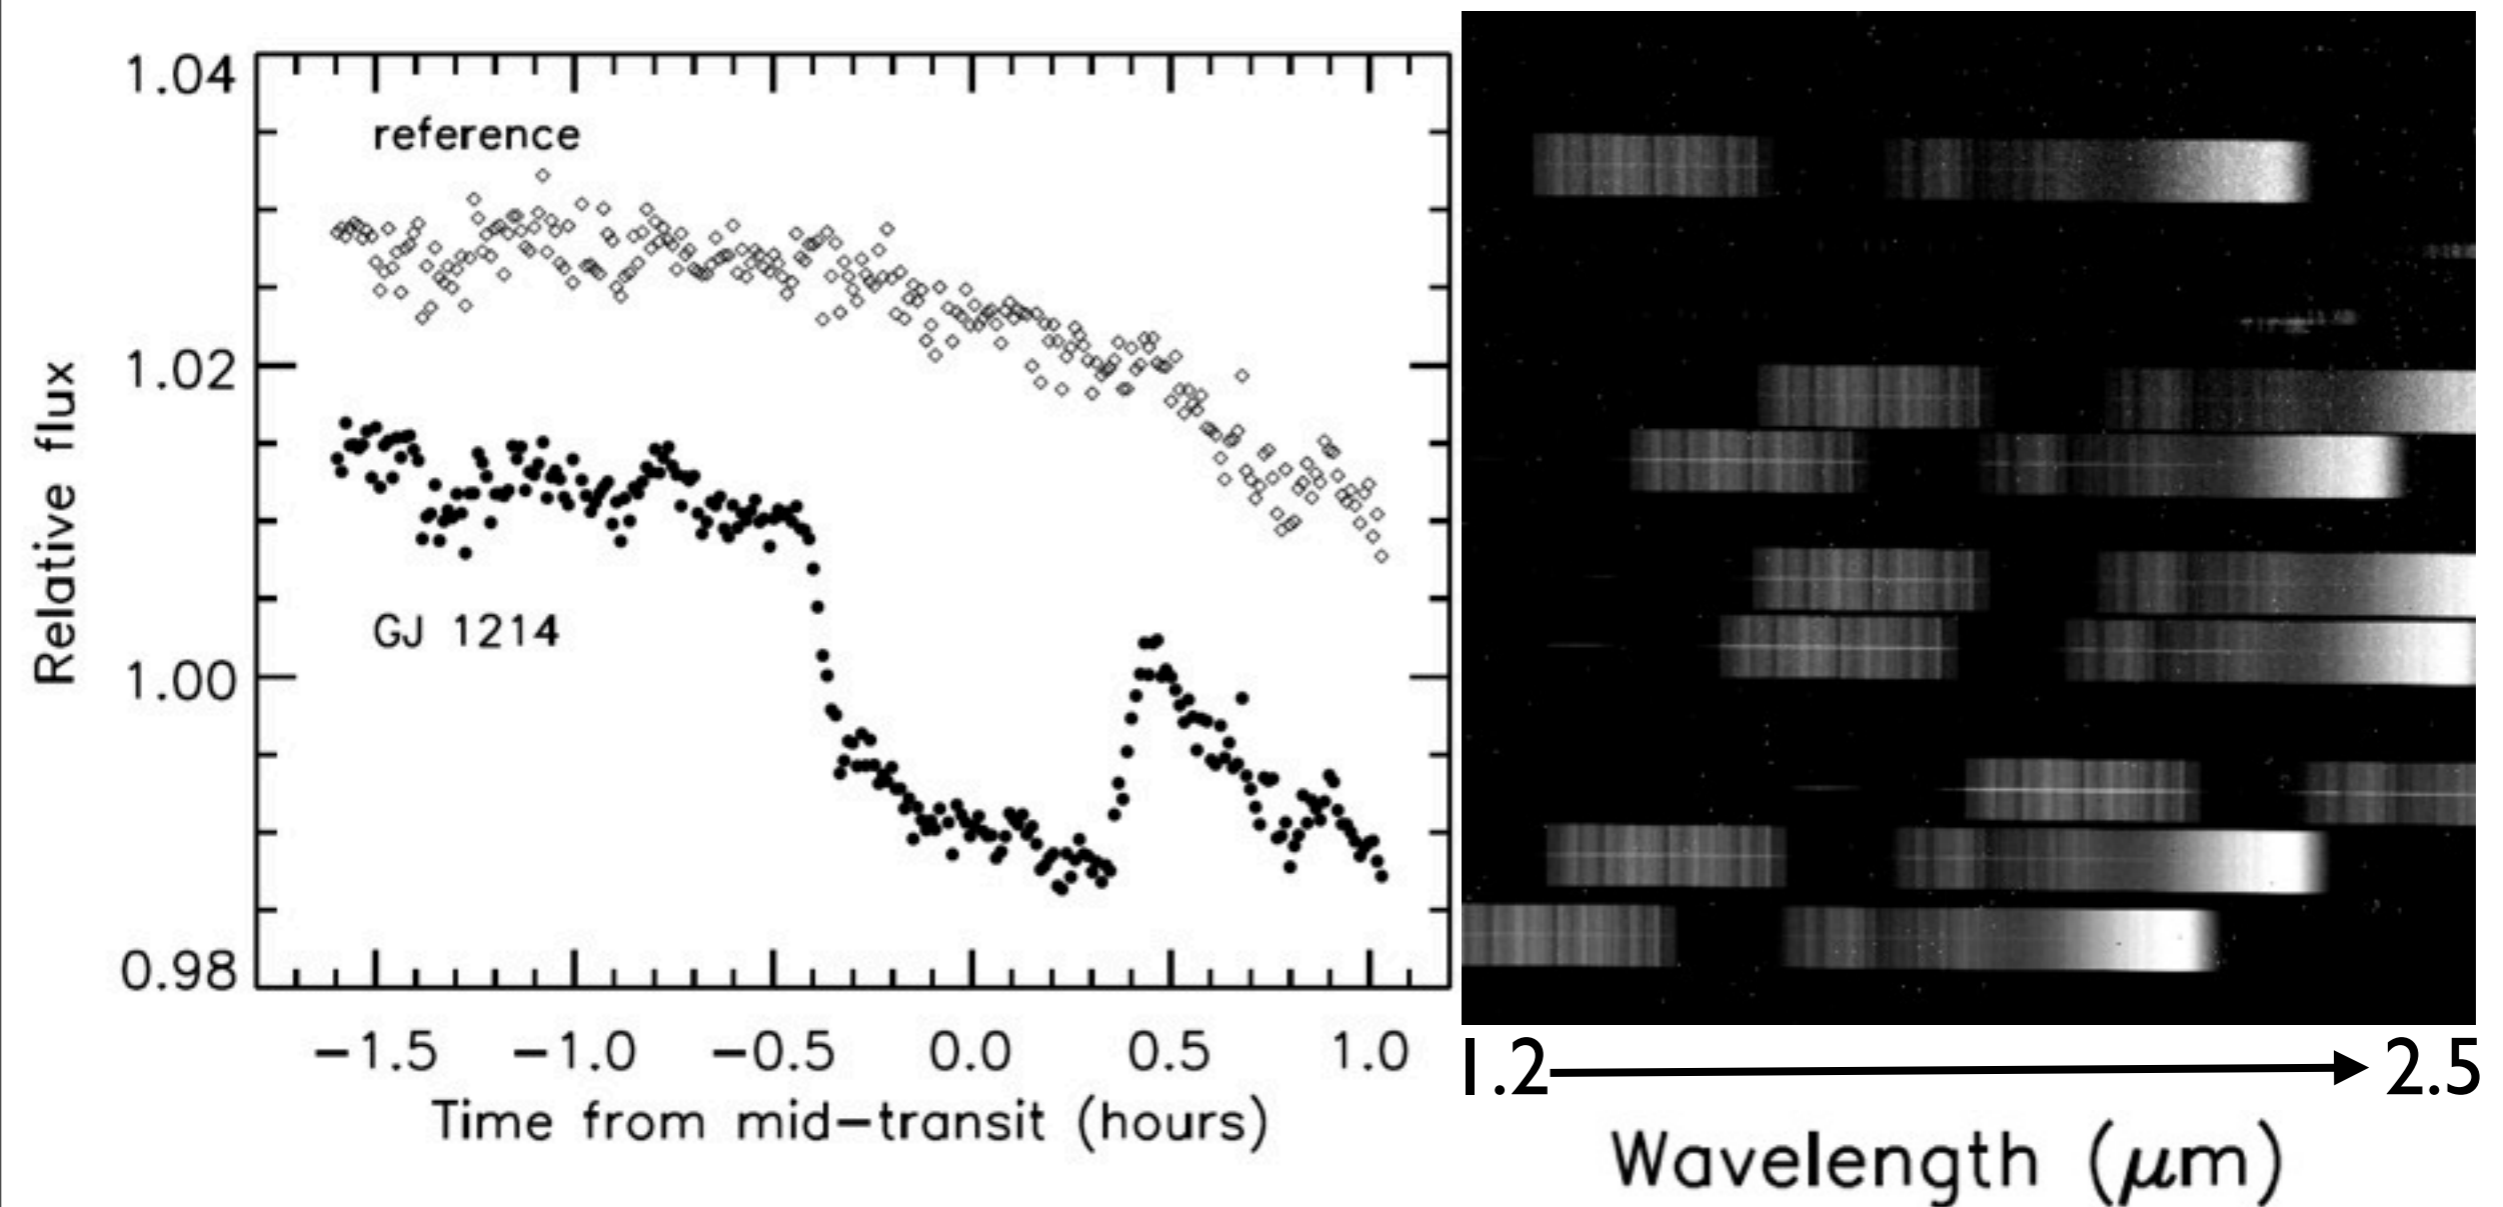 1.04
1.02
1.00
0.98
Relative flux
reference
GJ 1214
−1.5 −1.0 −0.5 0.0 0.5 1.0
Time from mid−transit (hours)
1.2 2.5
Wavelength (μm)